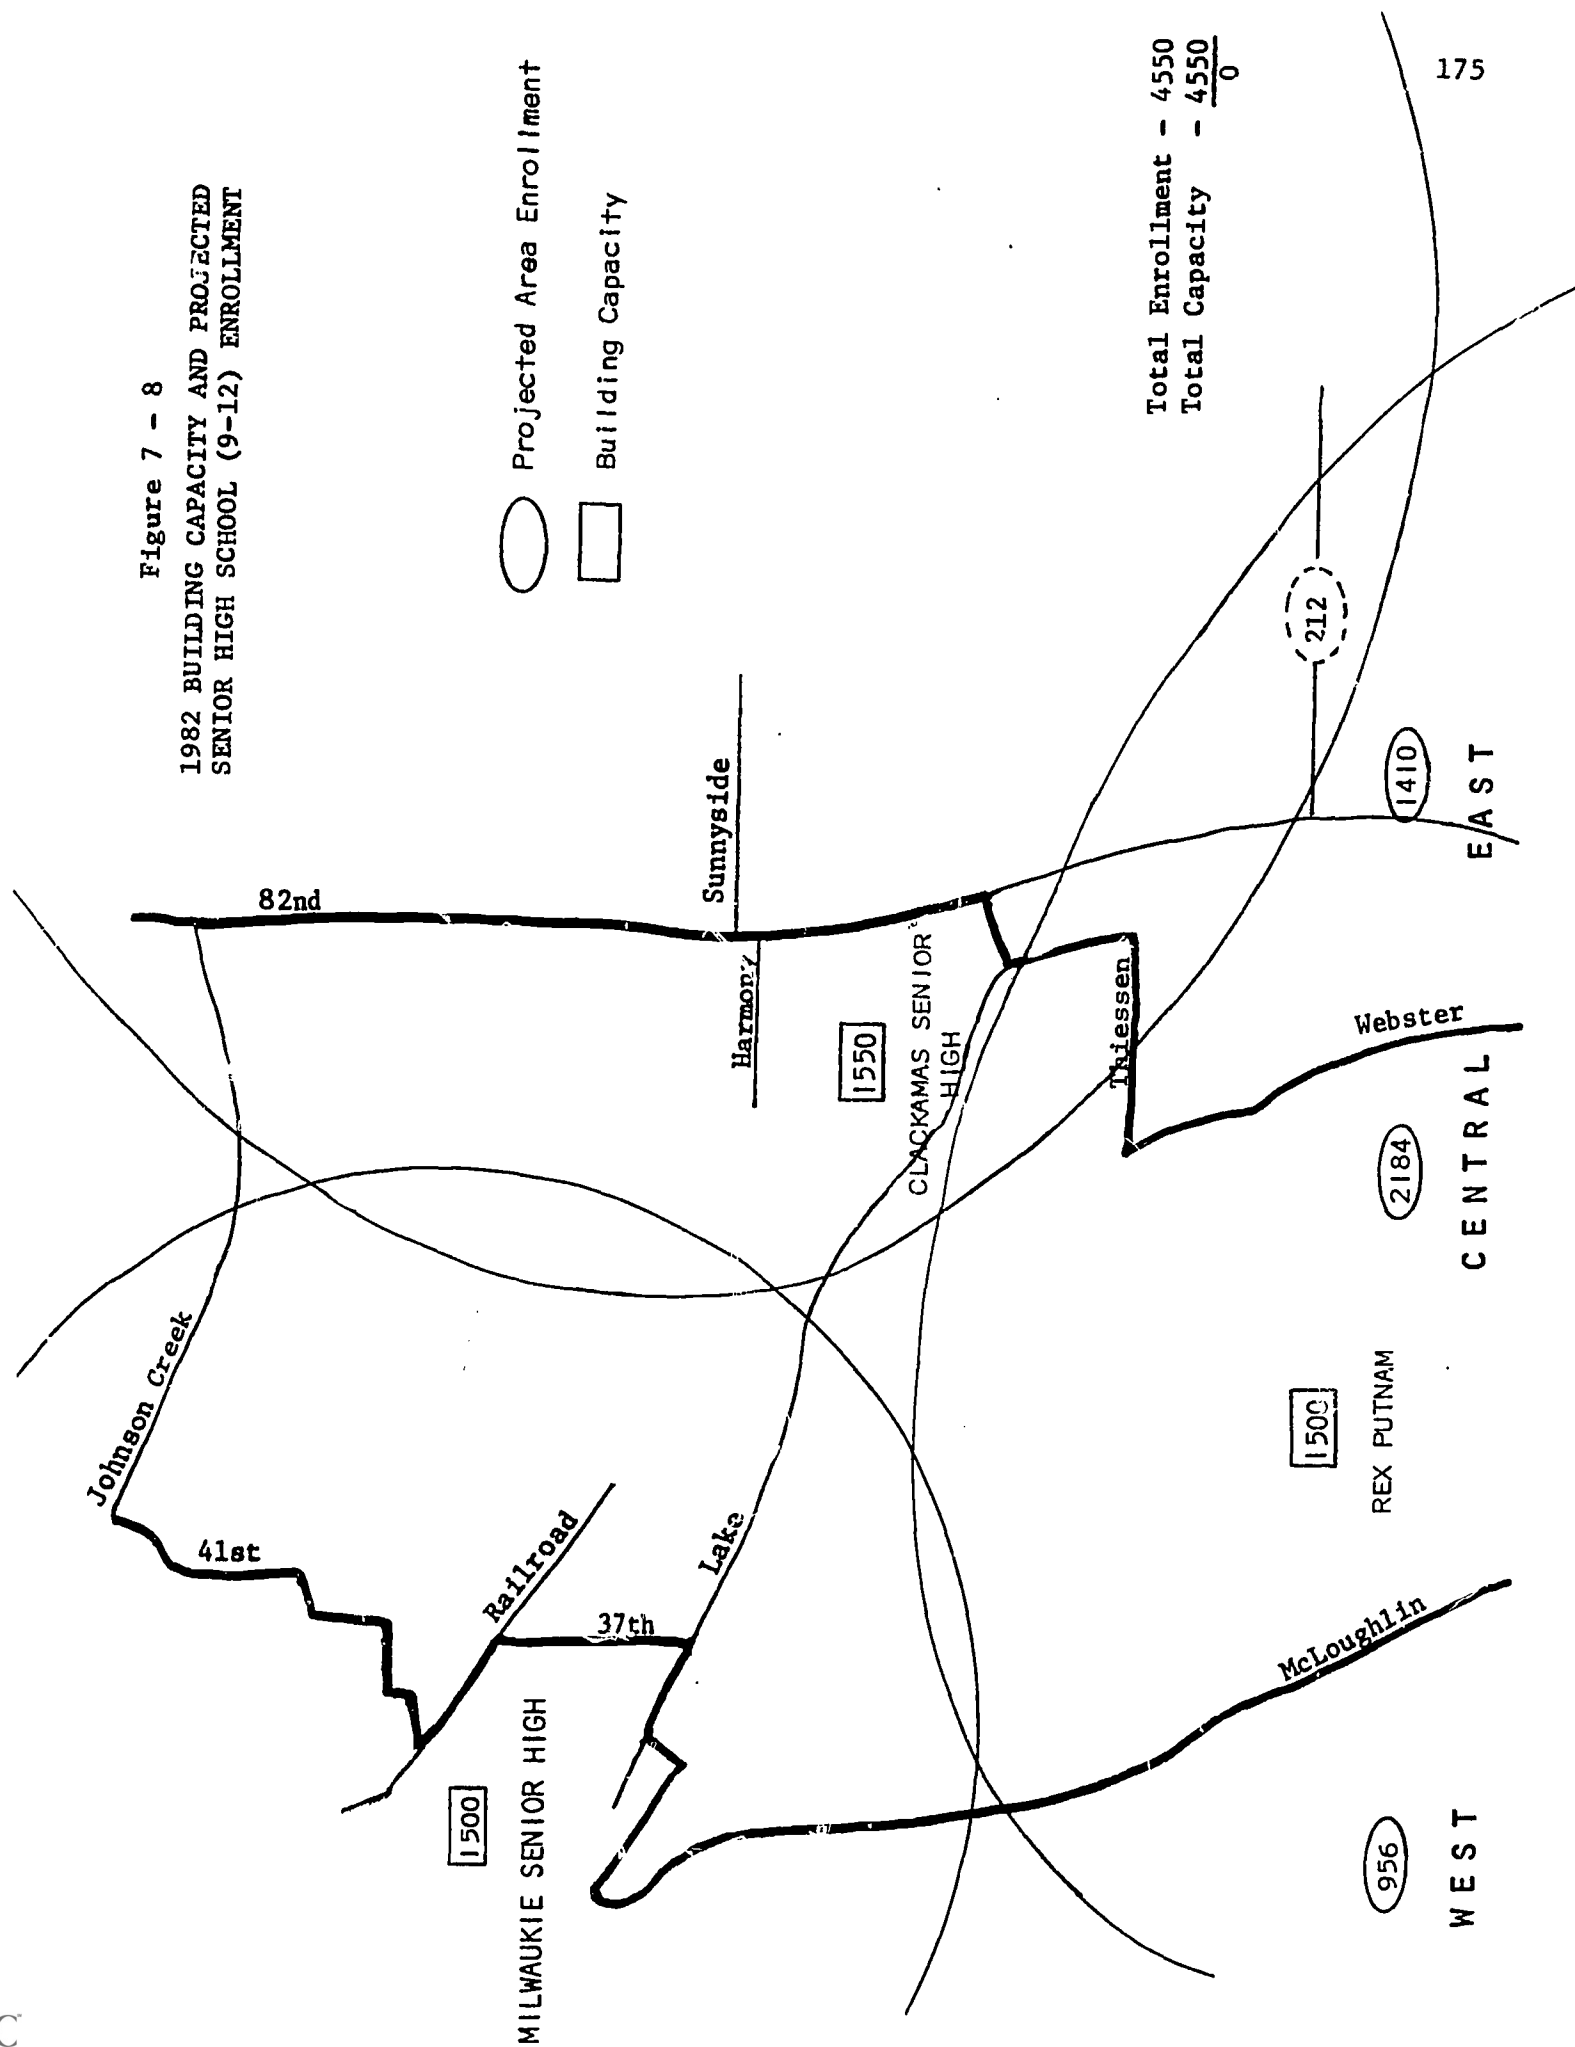 175
Figure 7 - 8
1982 BUILDING CAPACITY AND PROJECTED
SENIOR HIGH SCHOOL (9-12) ENROLLMENT
Projected Area Enrollment
Building Capacity
Johnson Creek
82nd
41st
Railroad
37th
Lake
Harmony
Sunnyside
1500
MILWAUKIE SENIOR HIGH
1550
CLACKAMAS SENIOR
HIGH
Thiessen
Webster
McLoughlin
1500
REX PUTNAM
212
Total Enrollment - 4550
Total Capacity - 4550
0
956
WEST
2184
CENTRAL
1410
EAST
C